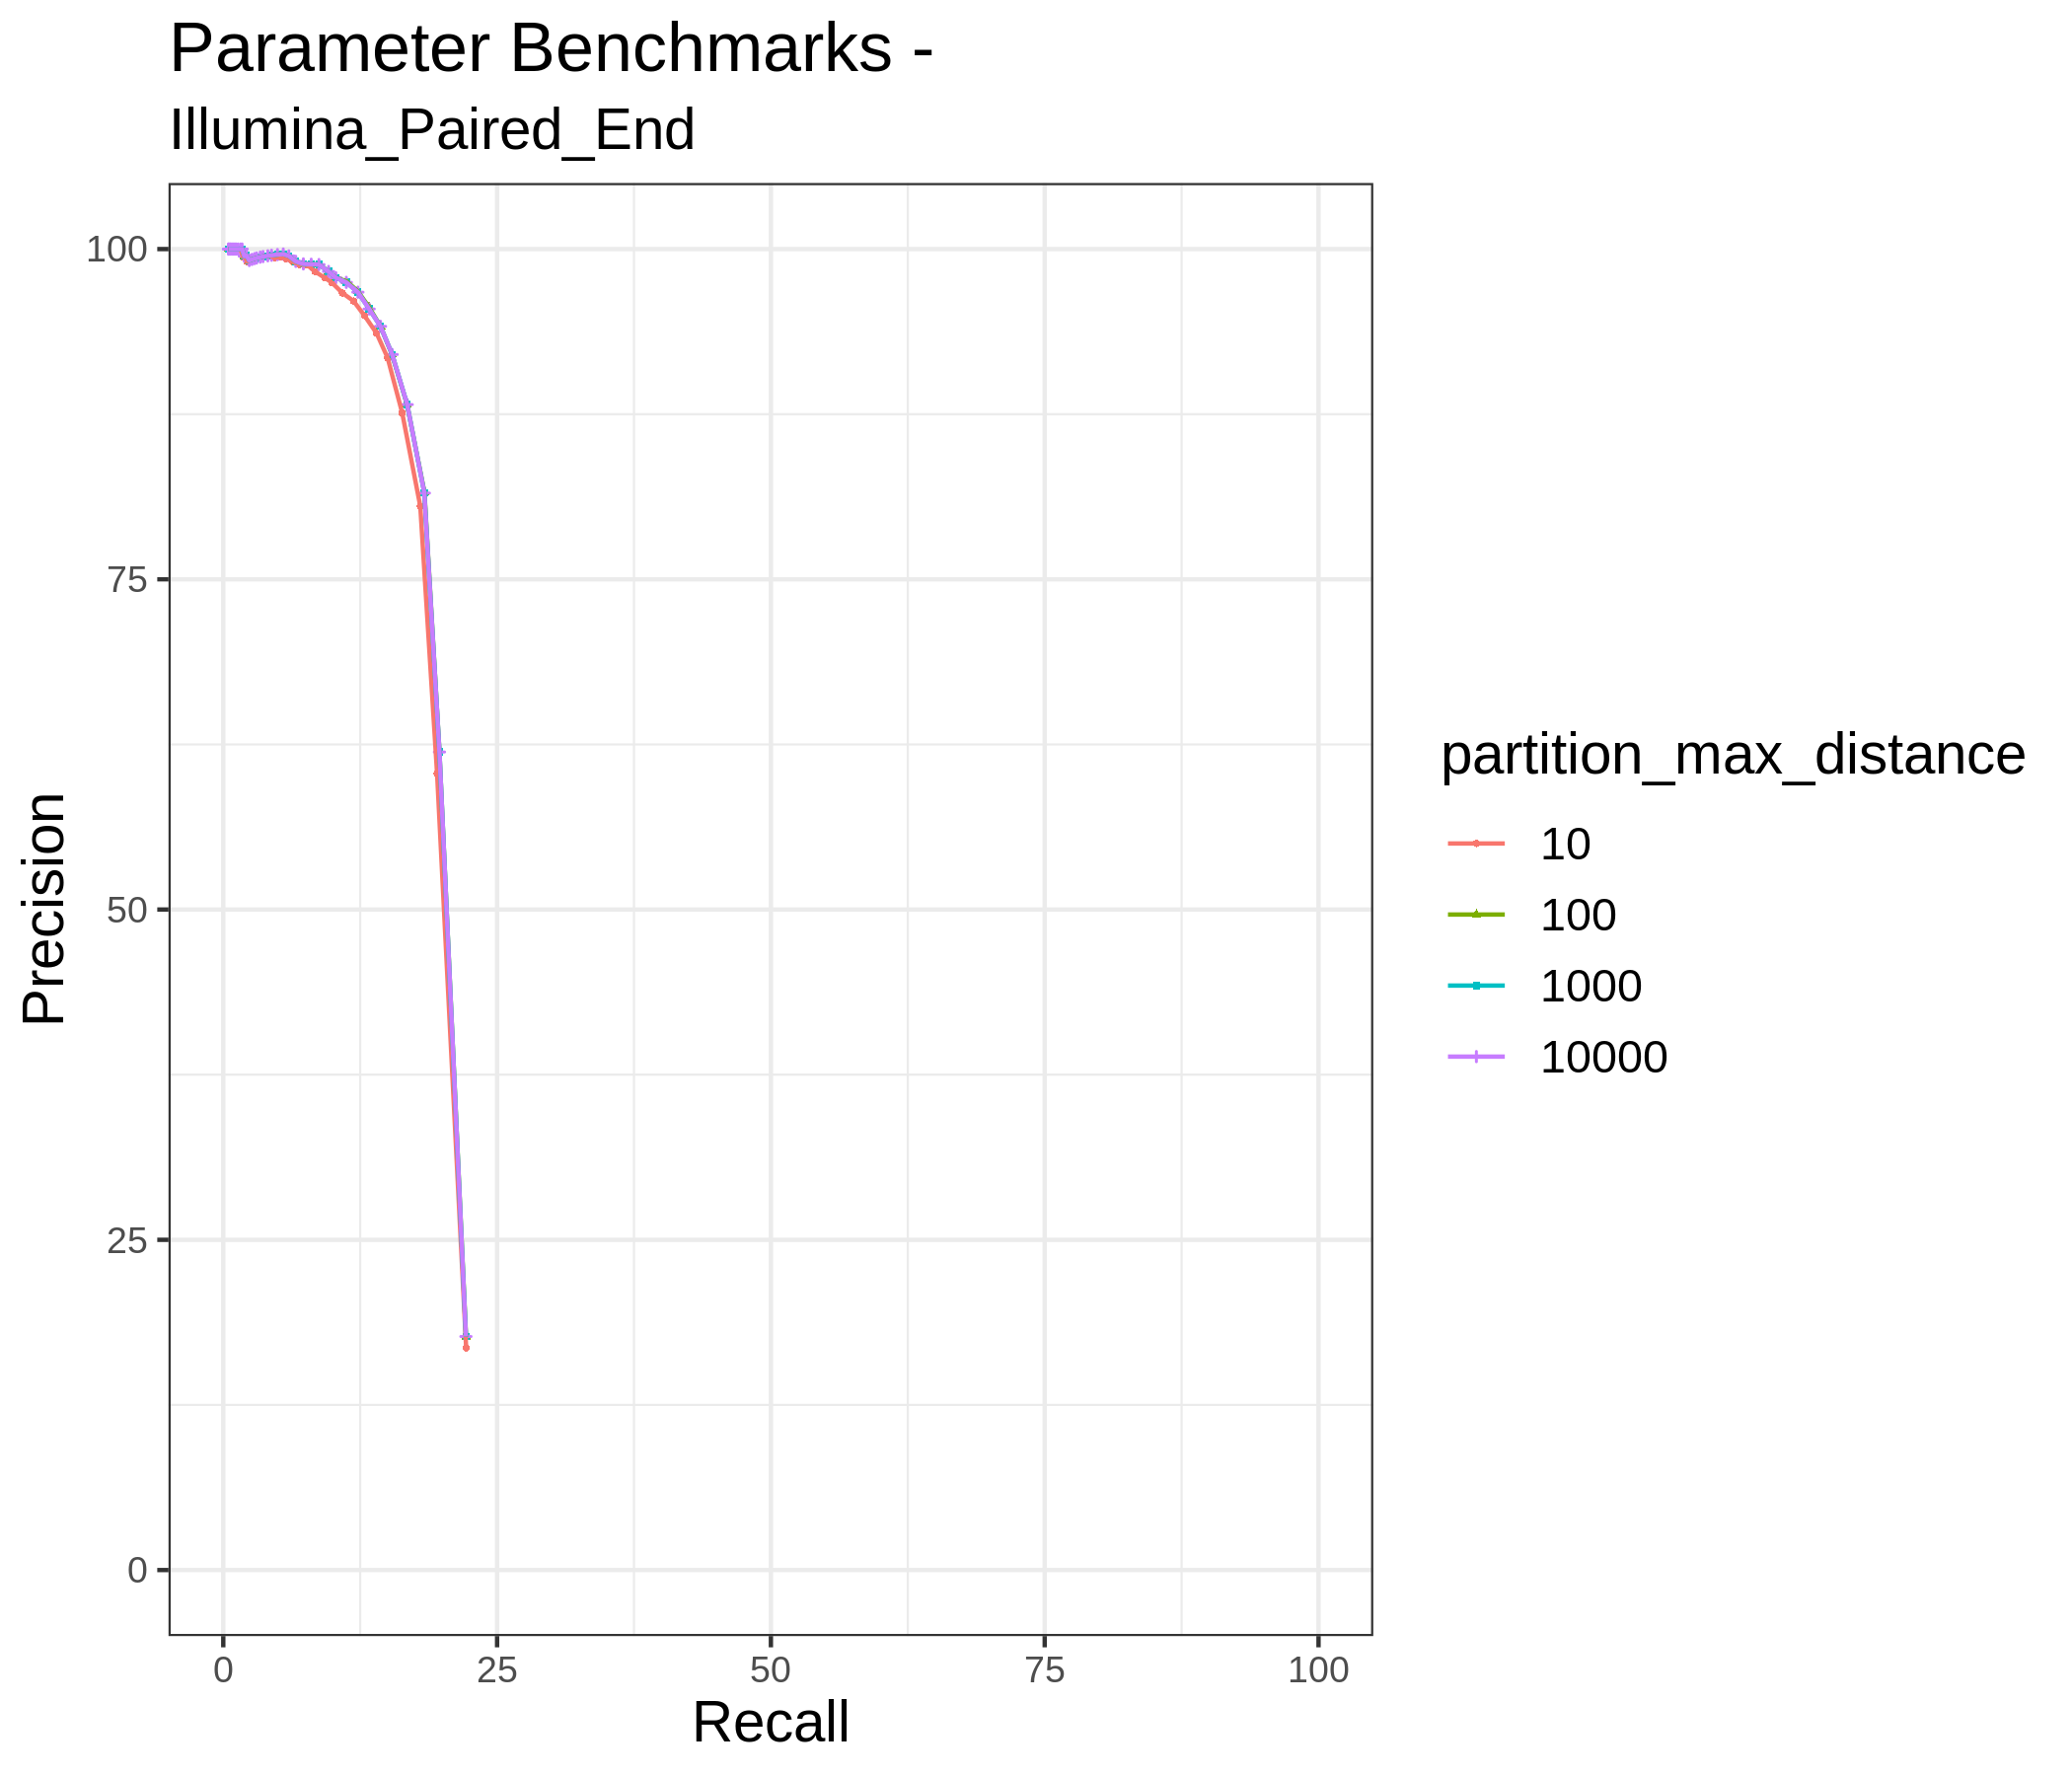 Parameter Benchmarks -
Illumina_Paired_End
100
75
50
25
0
Precision
0 25 50 75 100
Recall
partition_max_distance
10
100
1000
10000